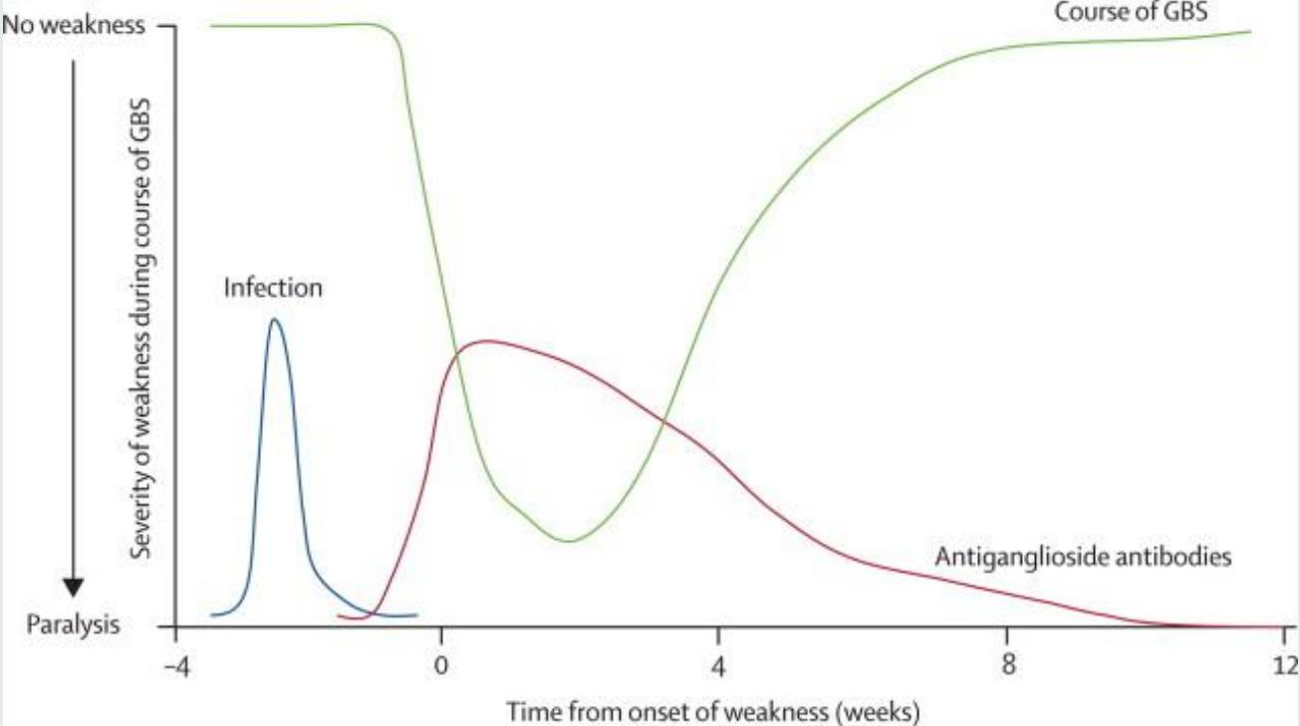 Course of GBS
No weakness
Severity of weakness during course of GBS
Infection
Antiganglioside antibodies
Paralysis
–4
0
4
8
12
Time from onset of weakness (weeks)